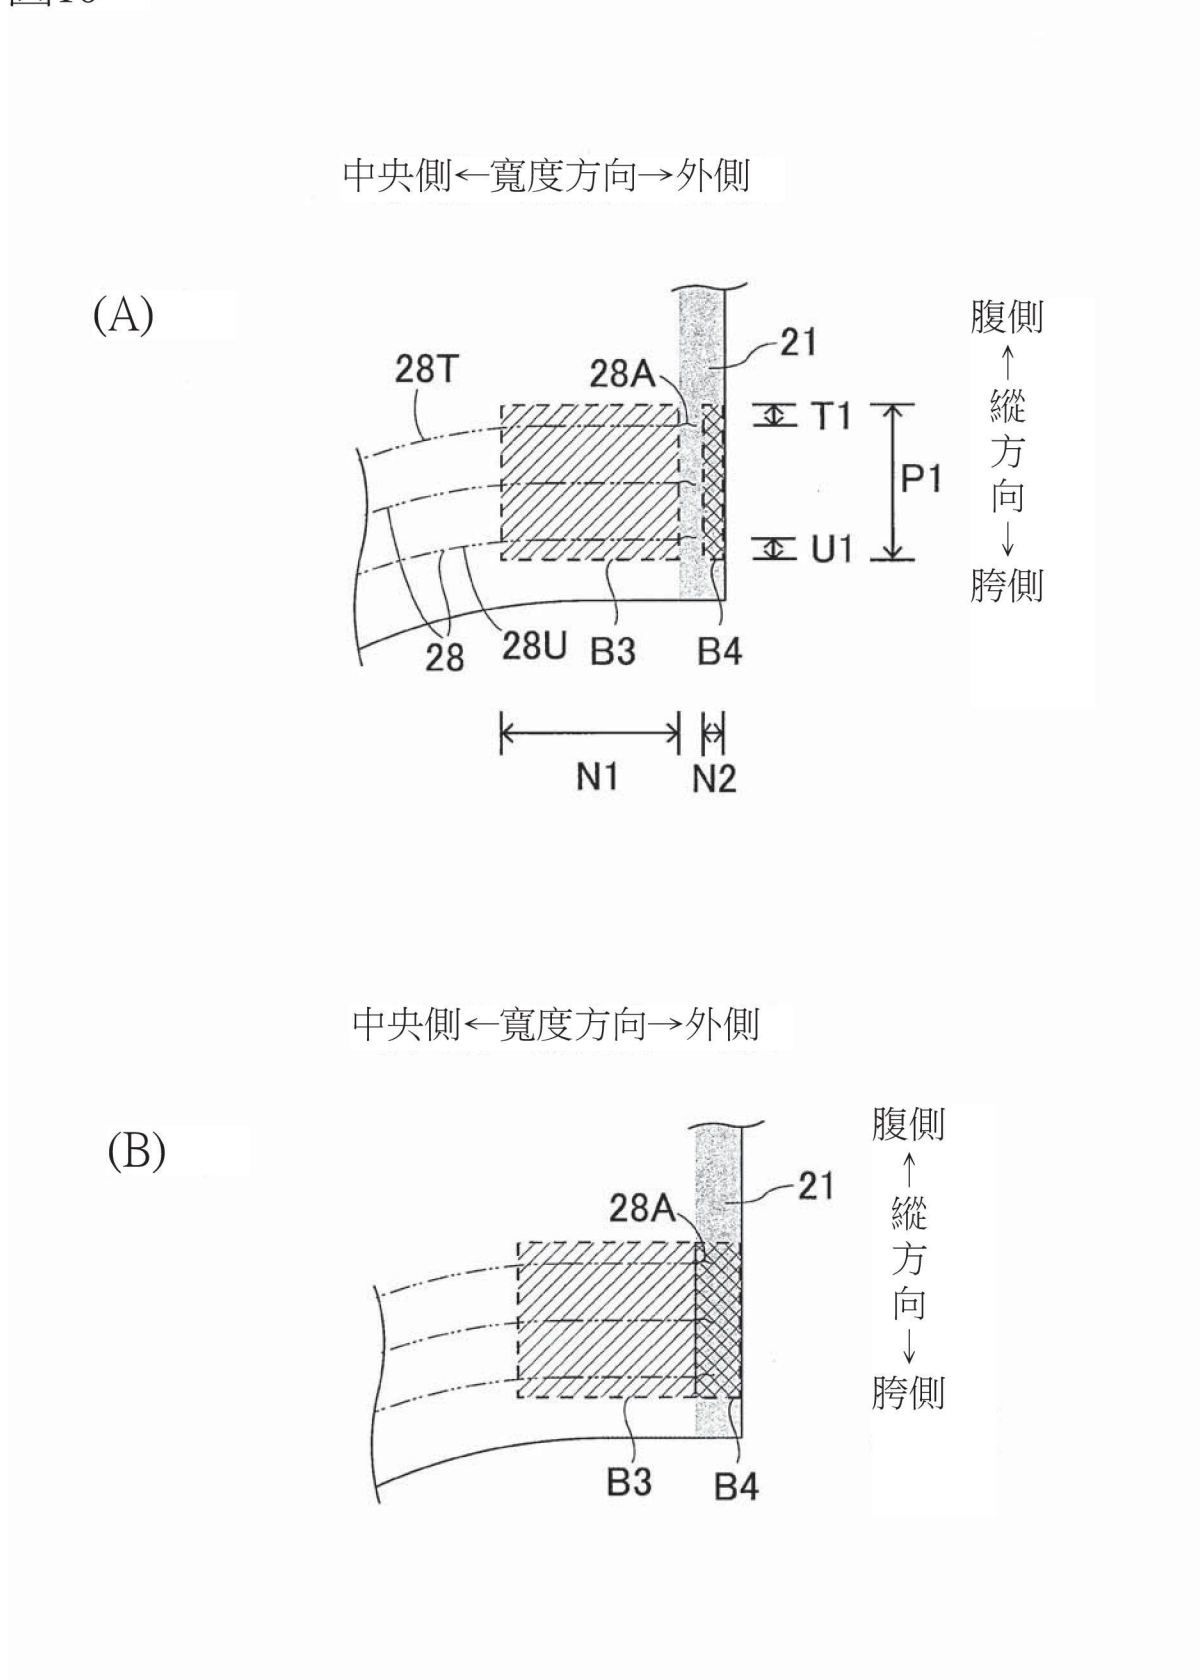 中央側←寬度方向→外側
(A)
28T
28A
21
T1
P1
U1
腹側
↑
縱方向
↓
胯側
28
28U
B3
B4
N1
N2
中央側←寬度方向→外側
(B)
28A
21
腹側
↑
縱方向
↓
胯側
B3
B4